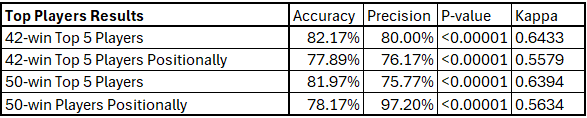 Top Players Results Accuracy Precision P-value Kappa
42-win Top 5 Players 82.17% 80.00% <0.00001 0.6433
42-win Top 5 Players Positionally 77.89% 76.17% <0.00001 0.5579
50-win Top 5 Players 81.97% 75.77% <0.00001 0.6394
50-win Players Positionally 78.17% 97.20% <0.00001 0.5634